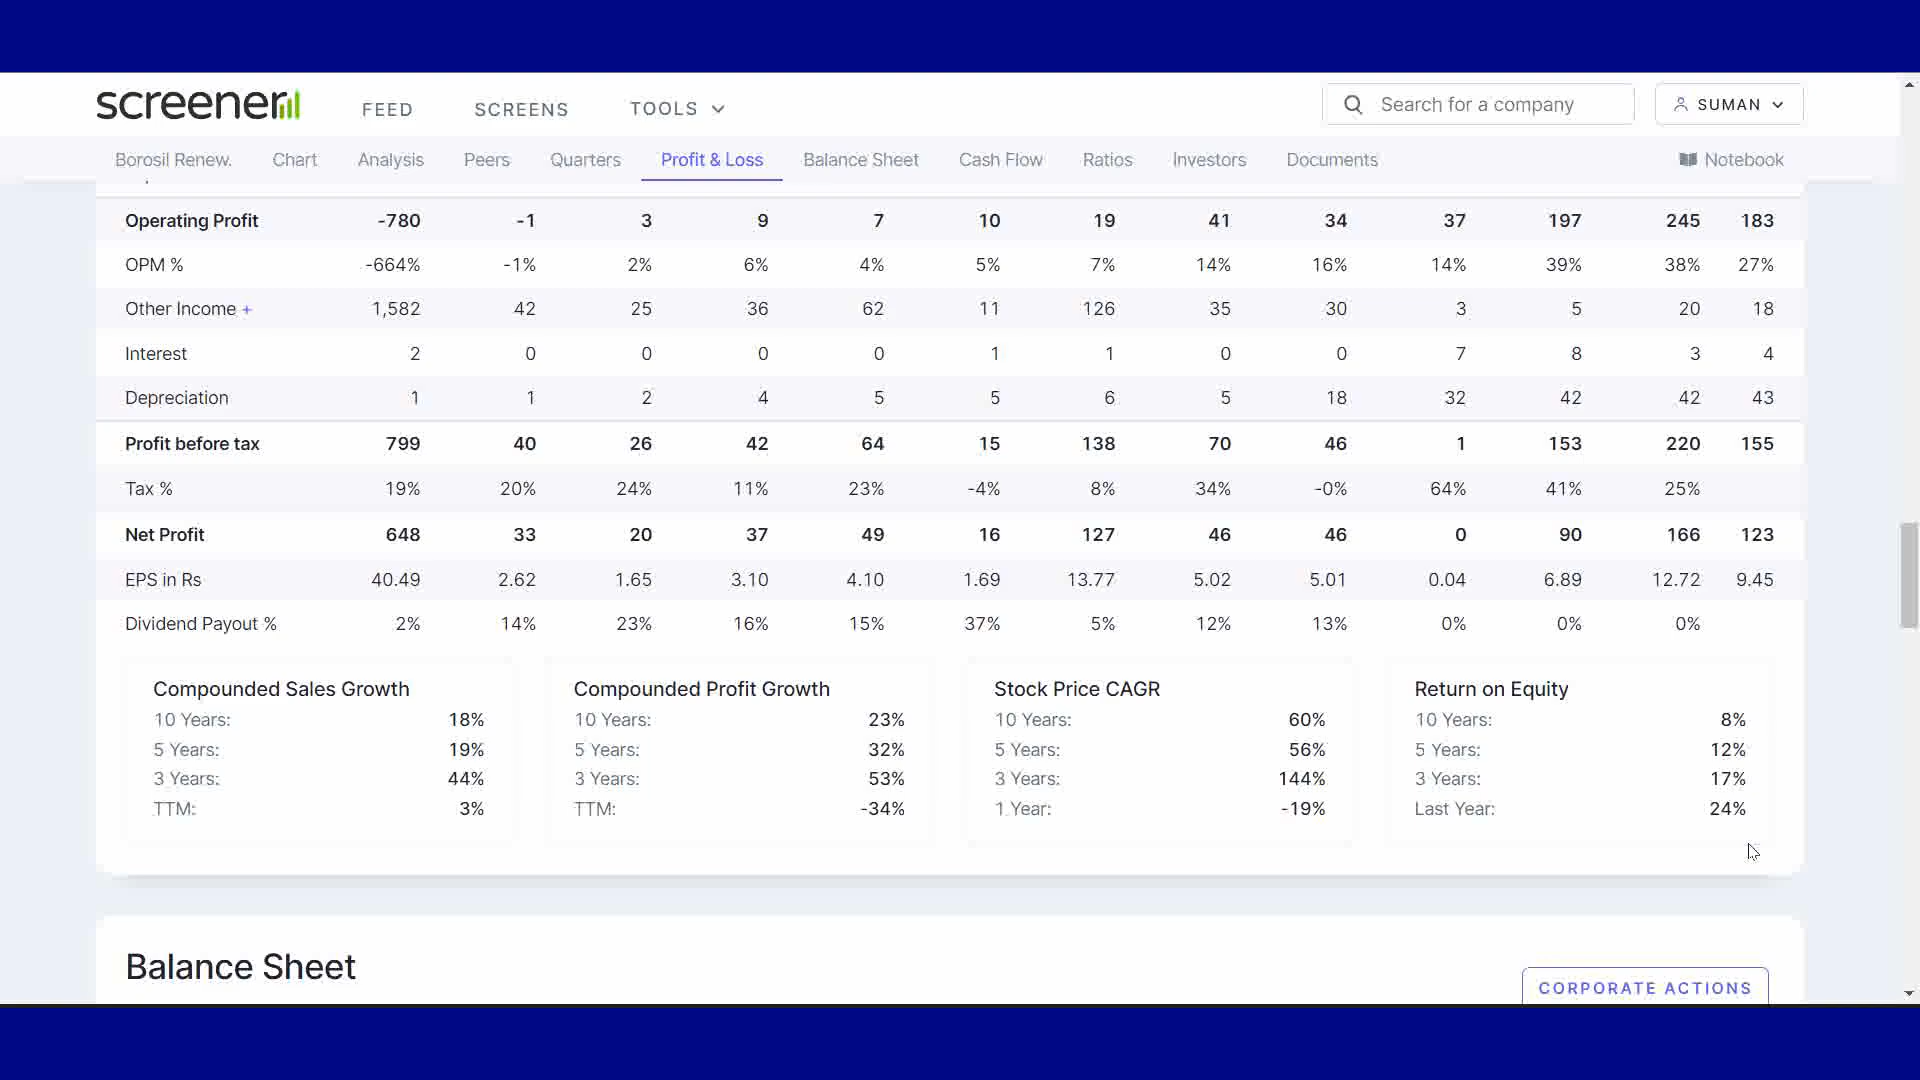 screener FEED SCREENS TOOLS Search for a company SUMAN
Borosil Renew. Chart Analysis Peers Quarters Profit & Loss Balance Sheet Cash Flow Ratios Investors Documents Notebook
Operating Profit -780 -1 3 9 7 10 19 41 34 37 197 245 183
OPM % -664% -1% 2% 6% 4% 5% 7% 14% 16% 14% 39% 38% 27%
Other Income + 1,582 42 25 36 62 11 126 35 30 3 5 20 18
Interest 2 0 0 0 0 1 1 0 0 7 8 3 4
Depreciation 1 1 2 4 5 5 6 5 18 32 42 42 43
Profit before tax 799 40 26 42 64 15 138 70 46 1 153 220 155
Tax % 19% 20% 24% 11% 23% -4% 8% 34% -0% 64% 41% 25%
Net Profit 648 33 20 37 49 16 127 46 46 0 90 166 123
EPS in Rs 40.49 2.62 1.65 3.10 4.10 1.69 13.77 5.02 5.01 0.04 6.89 12.72 9.45
Dividend Payout % 2% 14% 23% 16% 15% 37% 5% 12% 13% 0% 0% 0%
Compounded Sales Growth
10 Years: 18%
5 Years: 19%
3 Years: 44%
TTM: 3%
Compounded Profit Growth
10 Years: 23%
5 Years: 32%
3 Years: 53%
TTM: -34%
Stock Price CAGR
10 Years: 60%
5 Years: 56%
3 Years: 144%
1 Year: -19%
Return on Equity
10 Years: 8%
5 Years: 12%
3 Years: 17%
Last Year: 24%
Balance Sheet
CORPORATE ACTIONS